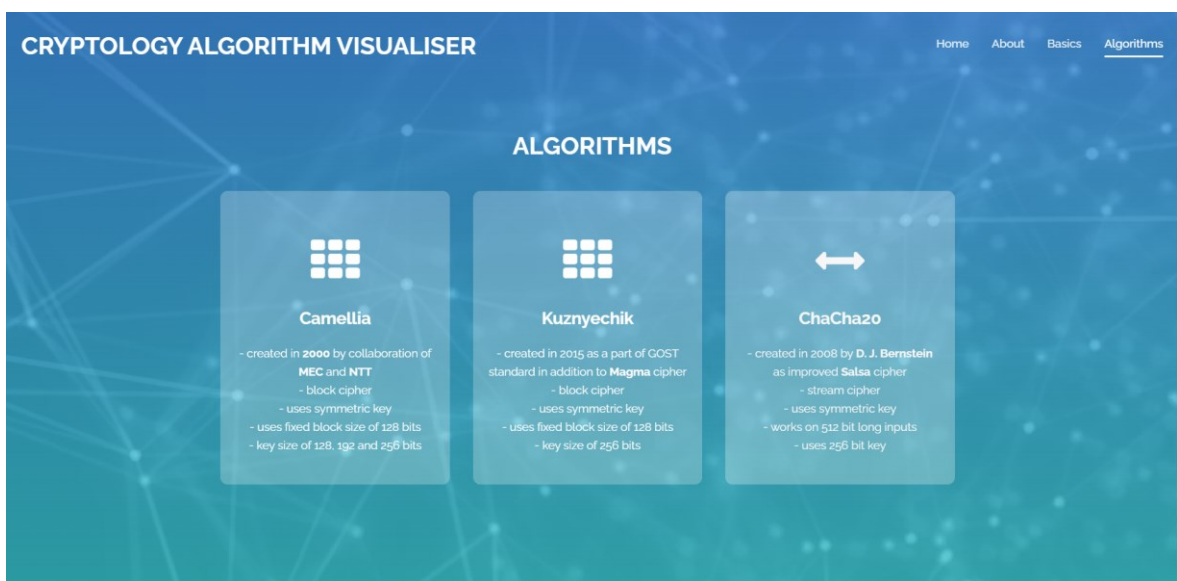 CRYPTOLOGY ALGORITHM VISUALISER
Home About Basics Algorithms
ALGORITHMS
Camellia
- created in 2000 by collaboration of
MEC and NTT
- block cipher
- uses symmetric key
- uses fixed block size of 128 bits
- key size of 128, 192 and 256 bits
Kuznyechik
- created in 2015 as a part of GOST
standard in addition to Magma cipher
- block cipher
- uses symmetric key
- uses fixed block size of 128 bits
- key size of 256 bits
ChaCha20
- created in 2008 by D. J. Bernstein
as improved Salsa cipher
- stream cipher
- uses symmetric key
- works on 512 bit long inputs
- uses 256 bit key